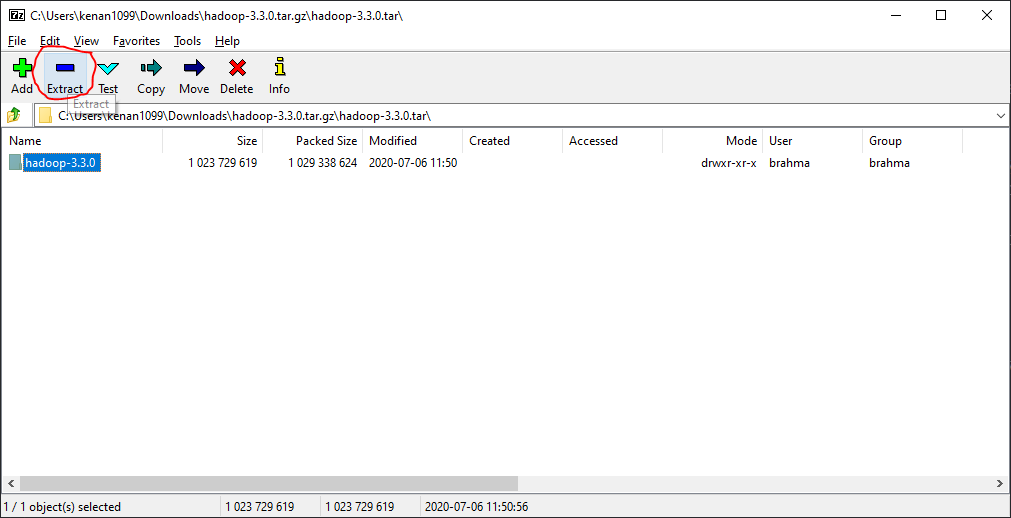 C:\Users\kenan1099\Downloads\hadoop-3.3.0.tar.gz\hadoop-3.3.0.tar\
File Edit View Favorites Tools Help
Add Extract Test Copy Move Delete Info
Extract
C:\Users\kenan1099\Downloads\hadoop-3.3.0.tar.gz\hadoop-3.3.0.tar\
Name Size Packed Size Modified Created Accessed Mode User Group
hadoop-3.3.0 1 023 729 619 1 029 338 624 2020-07-06 11:50 drwxr-xr-x brahma brahma
1 / 1 object(s) selected 1 023 729 619 1 023 729 619 2020-07-06 11:50:56